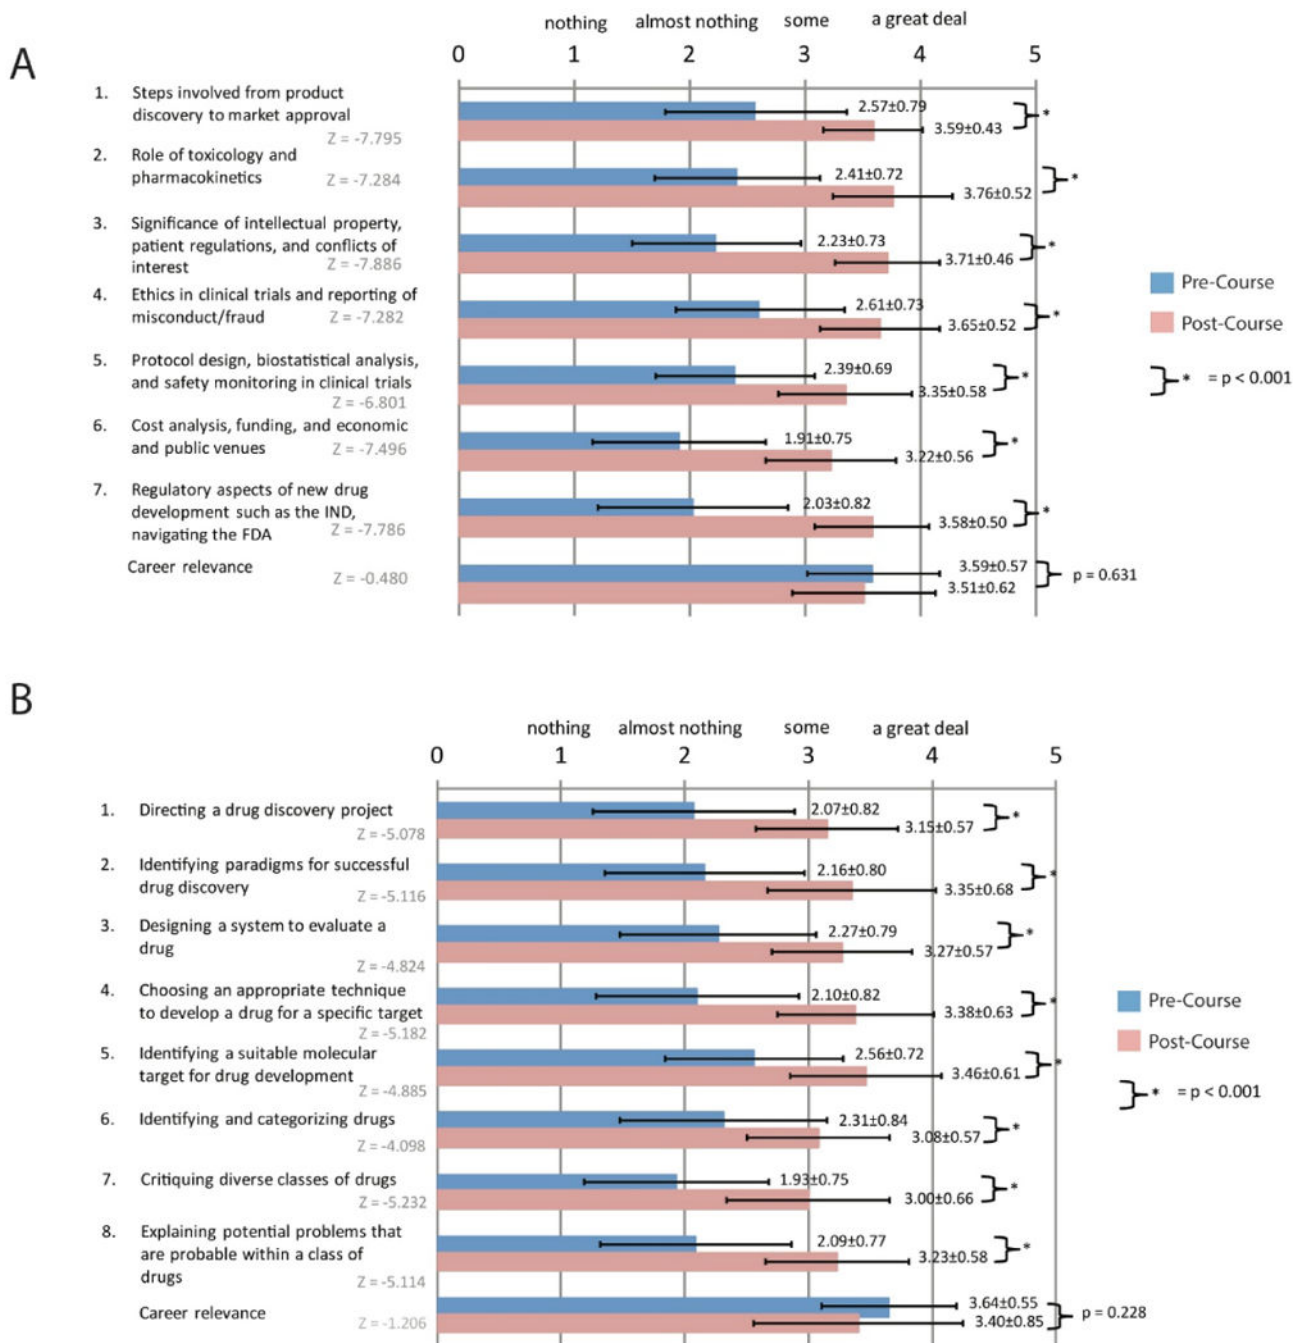 nothing almost nothing some a great deal
0 1 2 3 4 5
A
1. Steps involved from product
discovery to market approval
Z = -7.795
2.57±0.79
3.59±0.43
*
2. Role of toxicology and
pharmacokinetics
Z = -7.284
2.41±0.72
3.76±0.52
*
3. Significance of intellectual property,
patient regulations, and conflicts of
interest
Z = -7.886
2.23±0.73
3.71±0.46
*
4. Ethics in clinical trials and reporting of
misconduct/fraud
Z = -7.282
2.61±0.73
3.65±0.52
*
5. Protocol design, biostatistical analysis,
and safety monitoring in clinical trials
Z = -6.801
2.39±0.69
3.35±0.58
*
6. Cost analysis, funding, and economic
and public venues
Z = -7.496
1.91±0.75
3.22±0.56
*
7. Regulatory aspects of new drug
development such as the IND,
navigating the FDA
Z = -7.786
2.03±0.82
3.58±0.50
*
Career relevance
Z = -0.480
3.59±0.57
3.51±0.62
p = 0.631
Pre-Course
Post-Course
* = p < 0.001
B
nothing almost nothing some a great deal
0 1 2 3 4 5
1. Directing a drug discovery project
Z = -5.078
2.07±0.82
3.15±0.57
*
2. Identifying paradigms for successful
drug discovery
Z = -5.116
2.16±0.80
3.35±0.68
*
3. Designing a system to evaluate a
drug
Z = -4.824
2.27±0.79
3.27±0.57
*
4. Choosing an appropriate technique
to develop a drug for a specific target
Z = -5.182
2.10±0.82
3.38±0.63
*
5. Identifying a suitable molecular
target for drug development
Z = -4.885
2.56±0.72
3.46±0.61
*
6. Identifying and categorizing drugs
Z = -4.098
2.31±0.84
3.08±0.57
*
7. Critiquing diverse classes of drugs
Z = -5.232
1.93±0.75
3.00±0.66
*
8. Explaining potential problems that
are probable within a class of
drugs
Z = -5.114
2.09±0.77
3.23±0.58
*
Career relevance
Z = -1.206
3.64±0.55
3.40±0.85
p = 0.228
Pre-Course
Post-Course
* = p < 0.001